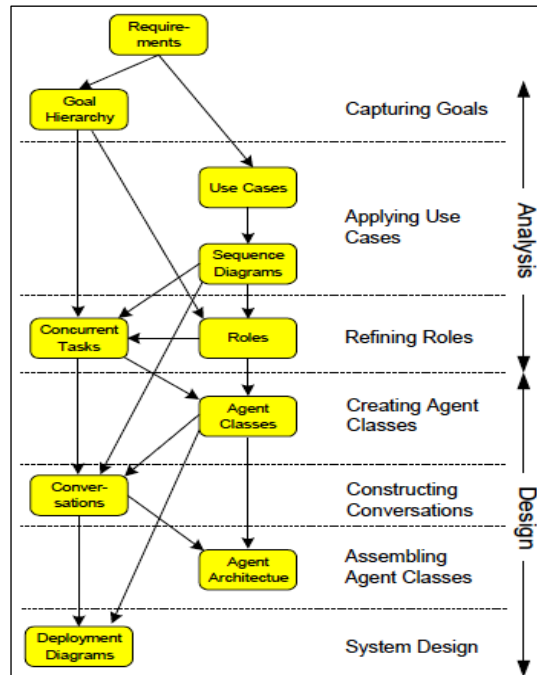 Require-
ments
Goal
Hierarchy
Capturing Goals
Use Cases
Applying Use
Cases
Analysis
Sequence
Diagrams
Concurrent
Tasks
Roles
Refining Roles
Agent
Classes
Creating Agent
Classes
Conver-
sations
Constructing
Conversations
Design
Agent
Architectue
Assembling
Agent Classes
Deployment
Diagrams
System Design